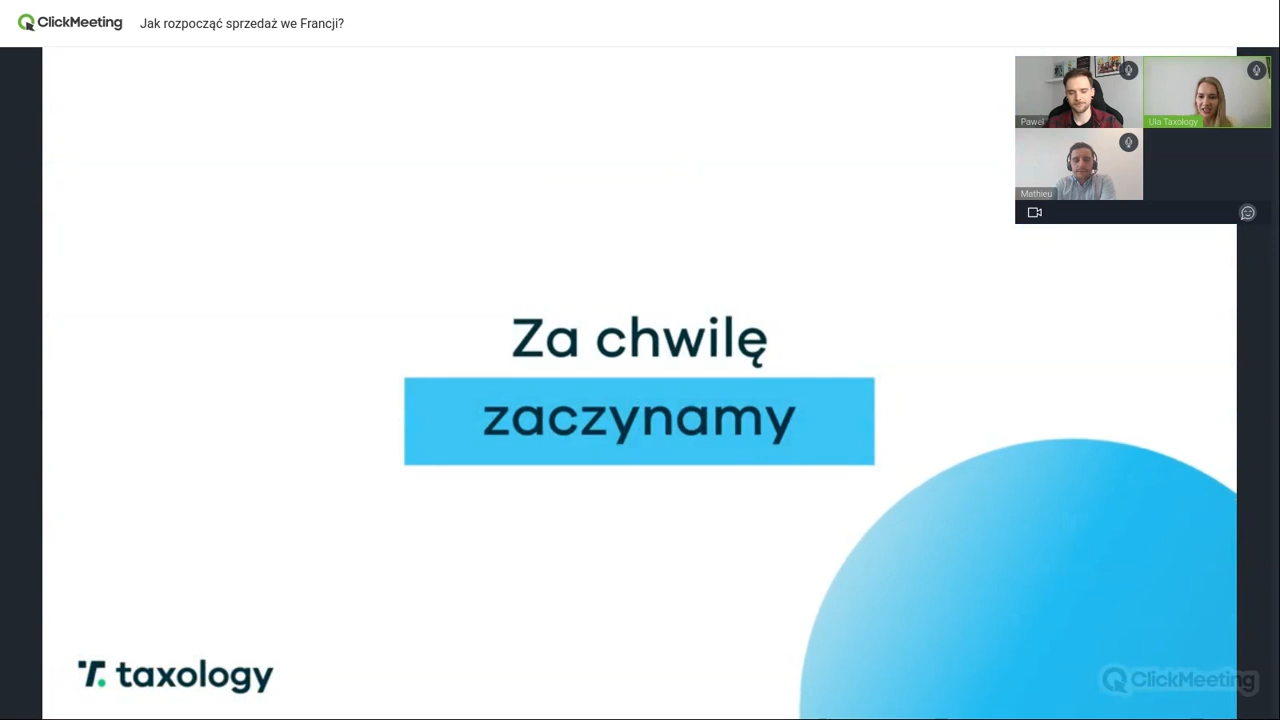 ClickMeeting Jak rozpocząć sprzedaż we Francji?
Paweł
Ula Taxology
Mathieu
Za chwilę
zaczynamy
taxology
ClickMeeting